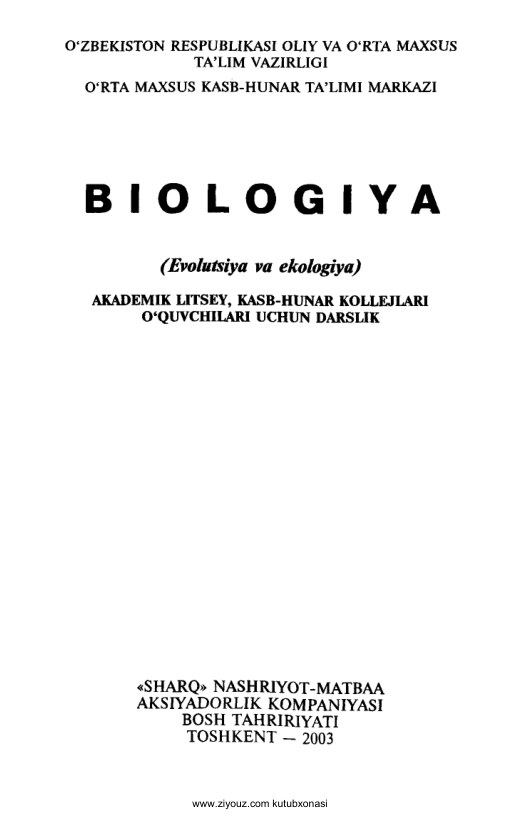 O‘ZBEKISTON RESPUBLIKASI OLIY VA O‘RTA MAXSUS
TA’LIM VAZIRLIGI
O‘RTA MAXSUS KASB-HUNAR TA’LIMI MARKAZI
BIOLOGIYA
(Evolutsiya va ekologiya)
AKADEMIK LITSEY, KASB-HUNAR KOLLEJLARI
O‘QUVCHILARI UCHUN DARSLIK
«SHARQ» NASHRIYOT-MATBAA
AKSIYADORLIK KOMPANIYASI
BOSH TAHRIRIYATI
TOSHKENT — 2003
www.ziyouz.com kutubxonasi